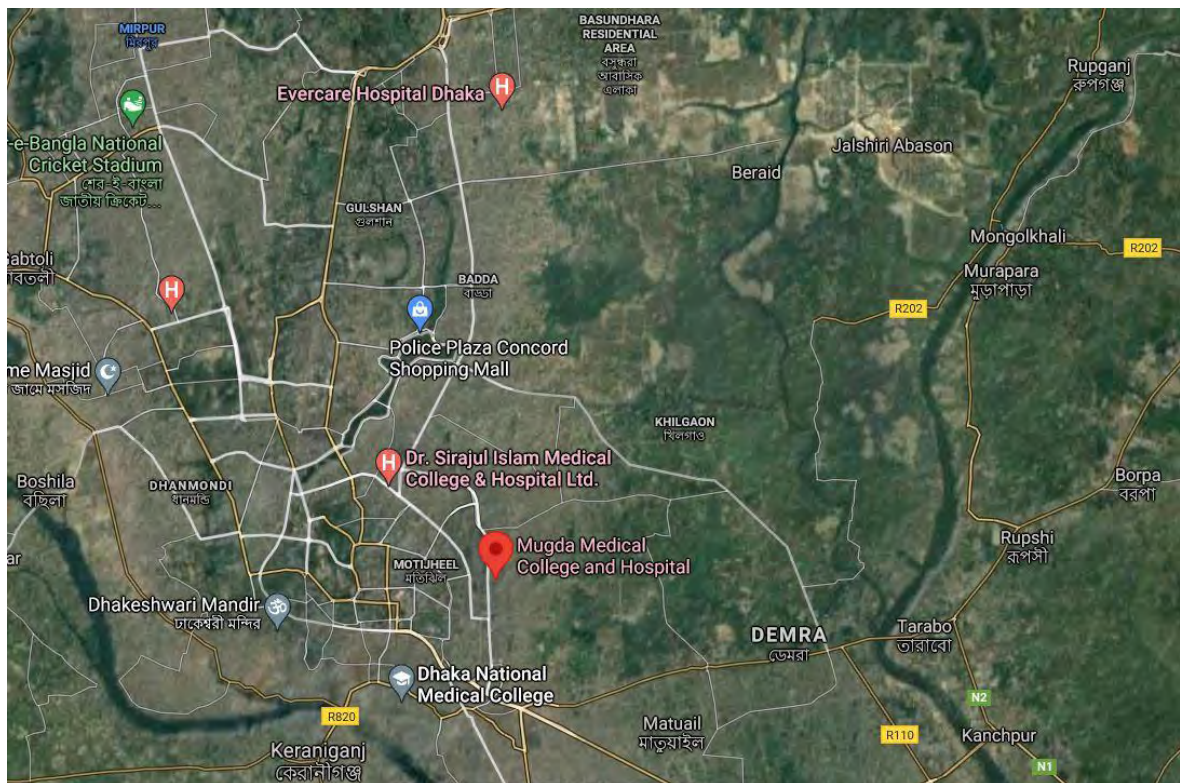 MIRPUR
মিরপুর
BASUNDHARA
RESIDENTIAL
AREA
বসুন্ধরা
আবাসিক
এলাকা
Rupganj
রুপগঞ্জ
Evercare Hospital Dhaka
H
-e-Bangla National
Cricket Stadium
শের-ই-বাংলা
জাতীয় ক্রিকেট...
Jalshiri Abason
Beraid
GULSHAN
গুলশান
Mongolkhali
R202
Gabtoli
াবতলী
Murapara
মুড়াপাড়া
BADDA
বাড্ডা
H
R202
Police Plaza Concord
Shopping Mall
me Masjid
জামে মসজিদ
KHILGAON
খিলগাও
H
Dr. Sirajul Islam Medical
College & Hospital Ltd.
Boshila
বছিলা
DHANMONDI
ধানমন্ডি
Borpa
বরপা
Rupshi
রূপসী
ar
Mugda Medical
College and Hospital
MOTIJHEEL
মতিঝিল
Dhakeshwari Mandir
ঢাকেশ্বরী মন্দির
DEMRA
ডেমরা
Tarabo
তারাবো
Dhaka National
Medical College
N2
R820
Matuail
মাতুয়াইল
R110
Kanchpur
Keraniganj
কেরানীগঞ্জ
N1